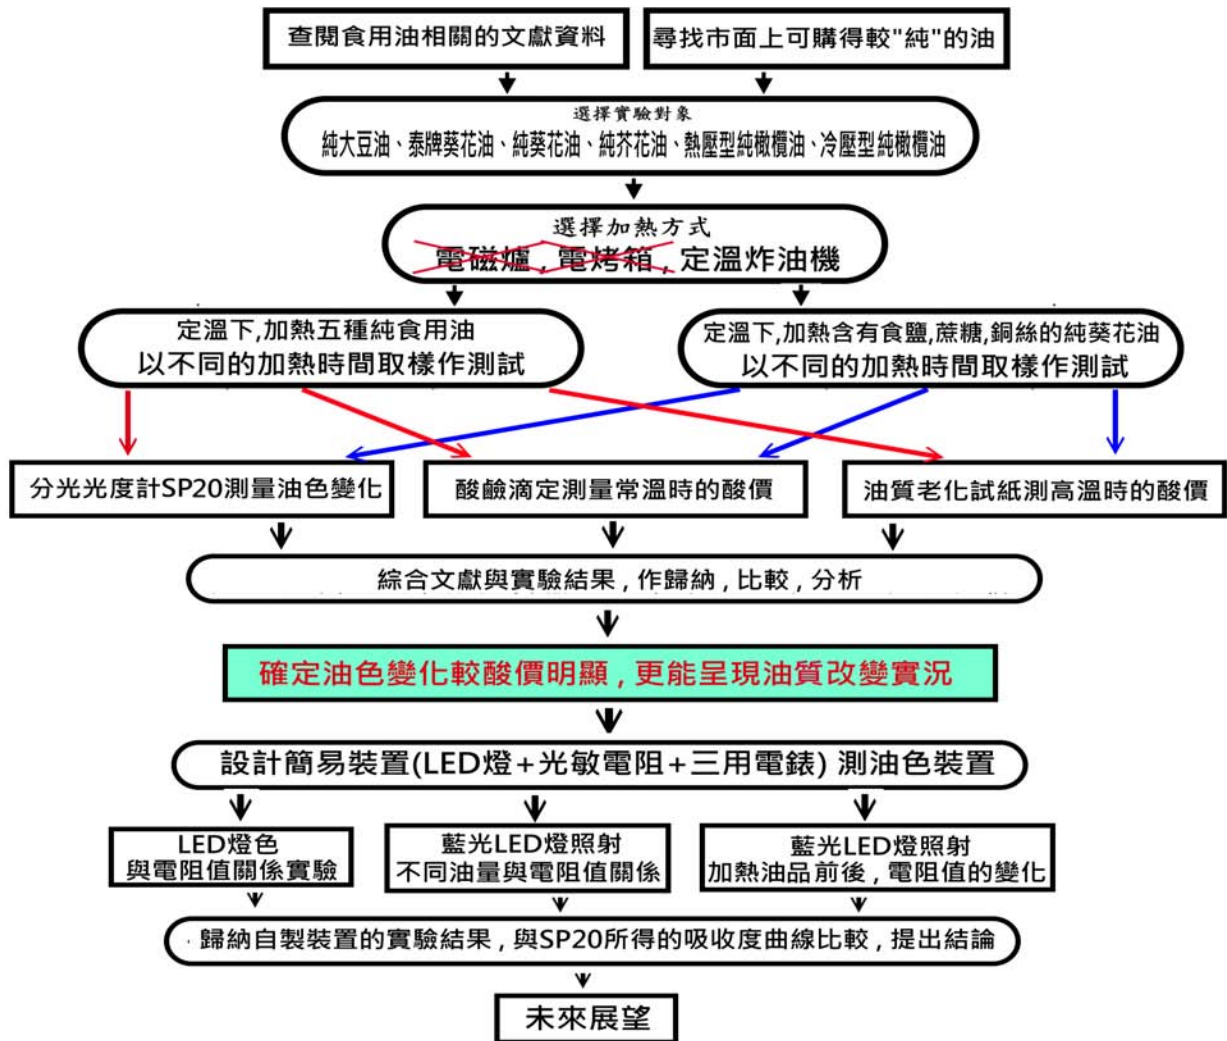 查閱食用油相關的文獻資料
尋找市面上可購得較"純"的油
選擇實驗對象
純大豆油、泰牌葵花油、純葵花油、純芥花油、熱壓型純橄欖油、冷壓型純橄欖油
選擇加熱方式
電磁爐,電烤箱,定溫炸油機
定溫下,加熱五種純食用油
以不同的加熱時間取樣作測試
定溫下,加熱含有食鹽,蔗糖,銅絲的純葵花油
以不同的加熱時間取樣作測試
分光光度計SP20測量油色變化
酸鹼滴定測量常溫時的酸價
油質老化試紙測高溫時的酸價
綜合文獻與實驗結果,作歸納,比較,分析
確定油色變化較酸價明顯,更能呈現油質改變實況
設計簡易裝置(LED燈+光敏電阻+三用電錶) 測油色裝置
LED燈色
與電阻值關係實驗
藍光LED燈照射
不同油量與電阻值關係
藍光LED燈照射
加熱油品前後,電阻值的變化
歸納自製裝置的實驗結果,與SP20所得的吸收度曲線比較,提出結論
未來展望